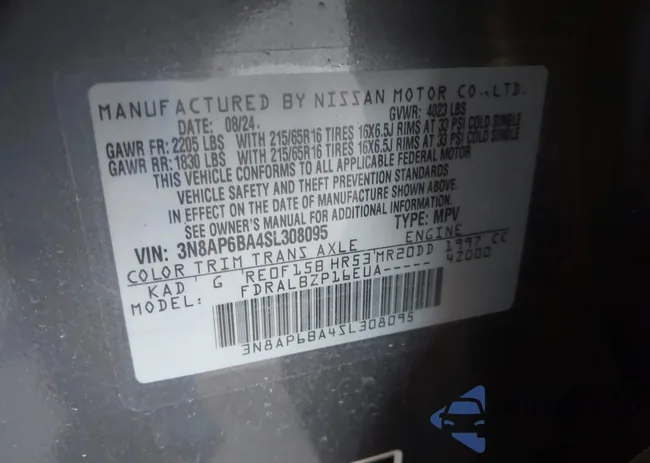 MANUFACTURED BY NISSAN MOTOR CO., LTD.
DATE: 08/24. GVWR: 4023 LBS
GAWR FR: 2205 LBS WITH 215/65R16 TIRES 16X6.5J RIMS AT 33 PSI COLD SINGLE
GAWR RR: 1830 LBS WITH 215/65R16 TIRES 16X6.5J RIMS AT 33 PSI COLD SINGLE
THIS VEHICLE CONFORMS TO ALL APPLICABLE FEDERAL MOTOR
VEHICLE SAFETY AND THEFT PREVENTION STANDARDS
IN EFFECT ON THE DATE OF MANUFACTURE SHOWN ABOVE.
SEE OWNER'S MANUAL FOR ADDITIONAL INFORMATION.
VIN: 3N8AP6BA4SL308095 TYPE: MPV
COLOR TRIM TRANS AXLE ENGINE
KAD ' G 'RE0F15B HR53'MR20DD 1997 CC
MODEL: FDRALBZP16EUA----- 42000
3N8AP6BA4SL308095